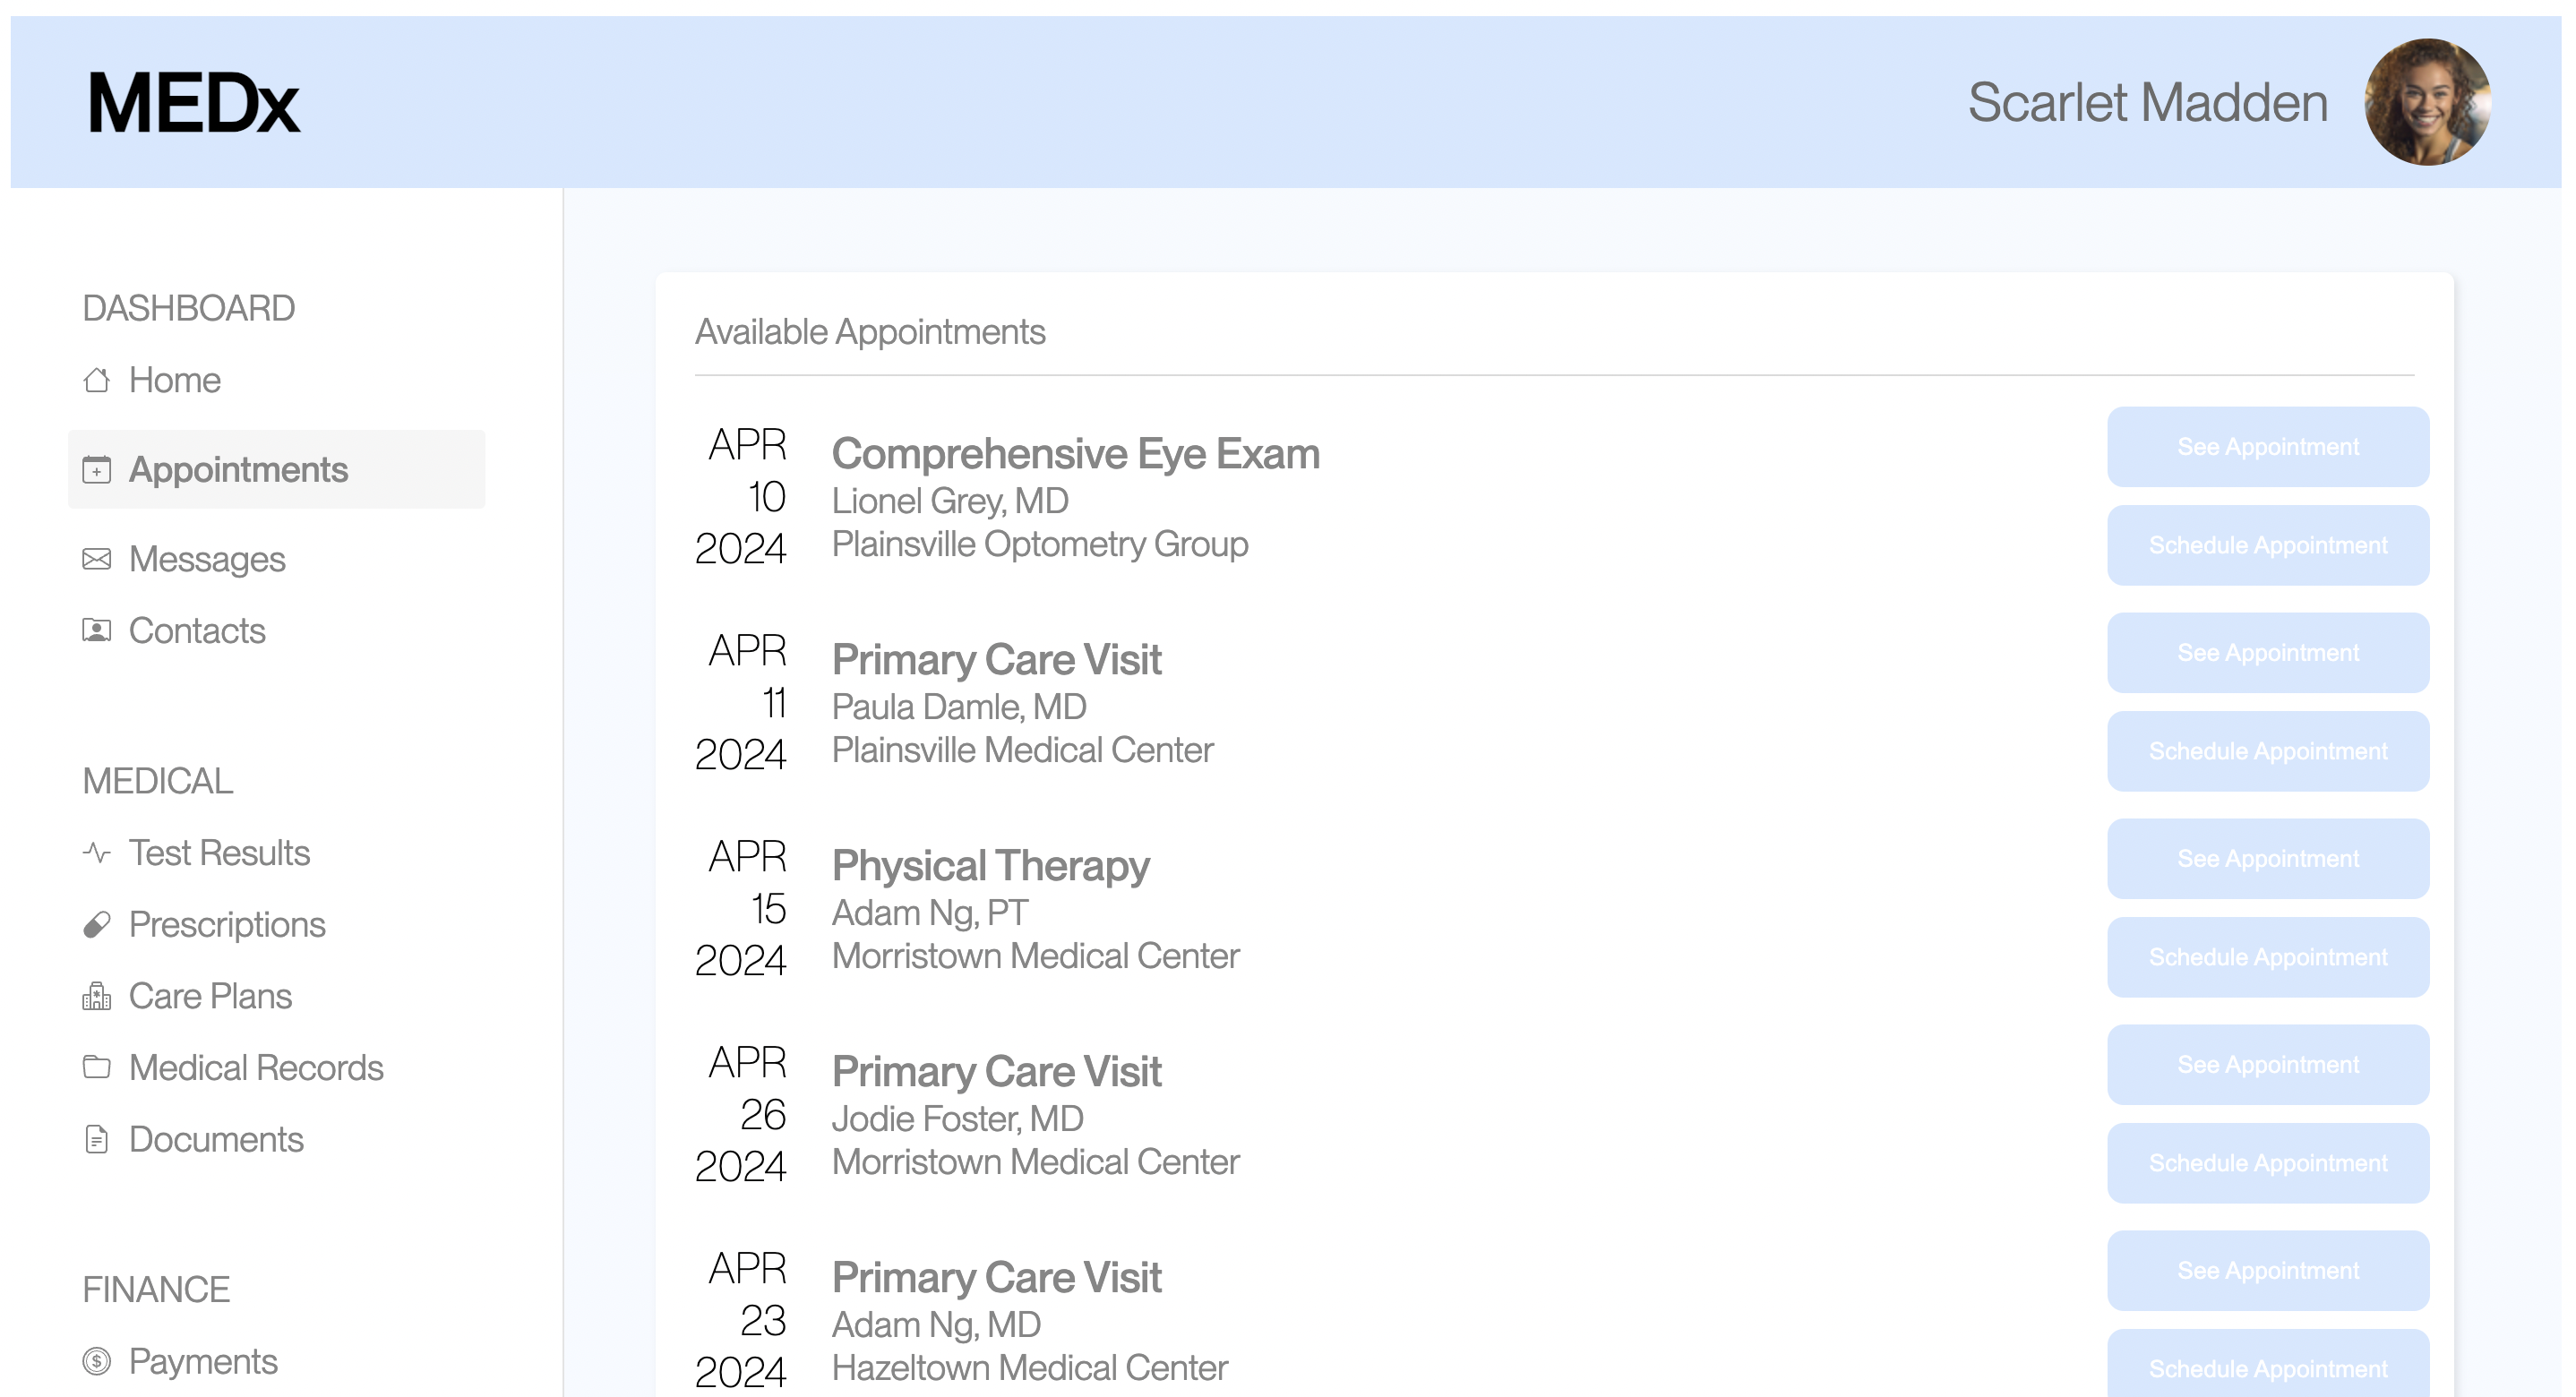 MEDx
Scarlet Madden
DASHBOARD
Home
Appointments
Messages
Contacts
MEDICAL
Test Results
Prescriptions
Care Plans
Medical Records
Documents
FINANCE
Payments
Available Appointments
APR
10
2024
Comprehensive Eye Exam
Lionel Grey, MD
Plainsville Optometry Group
See Appointment
Schedule Appointment
APR
11
2024
Primary Care Visit
Paula Damle, MD
Plainsville Medical Center
See Appointment
Schedule Appointment
APR
15
2024
Physical Therapy
Adam Ng, PT
Morristown Medical Center
See Appointment
Schedule Appointment
APR
26
2024
Primary Care Visit
Jodie Foster, MD
Morristown Medical Center
See Appointment
Schedule Appointment
APR
23
2024
Primary Care Visit
Adam Ng, MD
Hazeltown Medical Center
See Appointment
Schedule Appointment